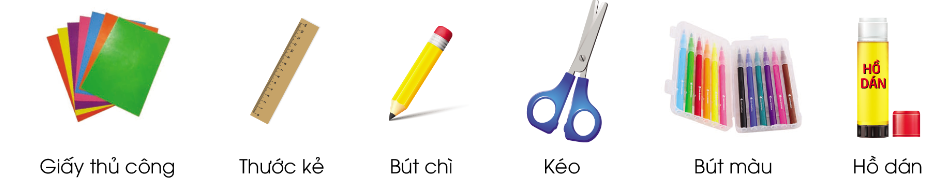 HỒ
DÁN
Giấy thủ công Thước kẻ Bút chì Kéo Bút màu Hồ dán